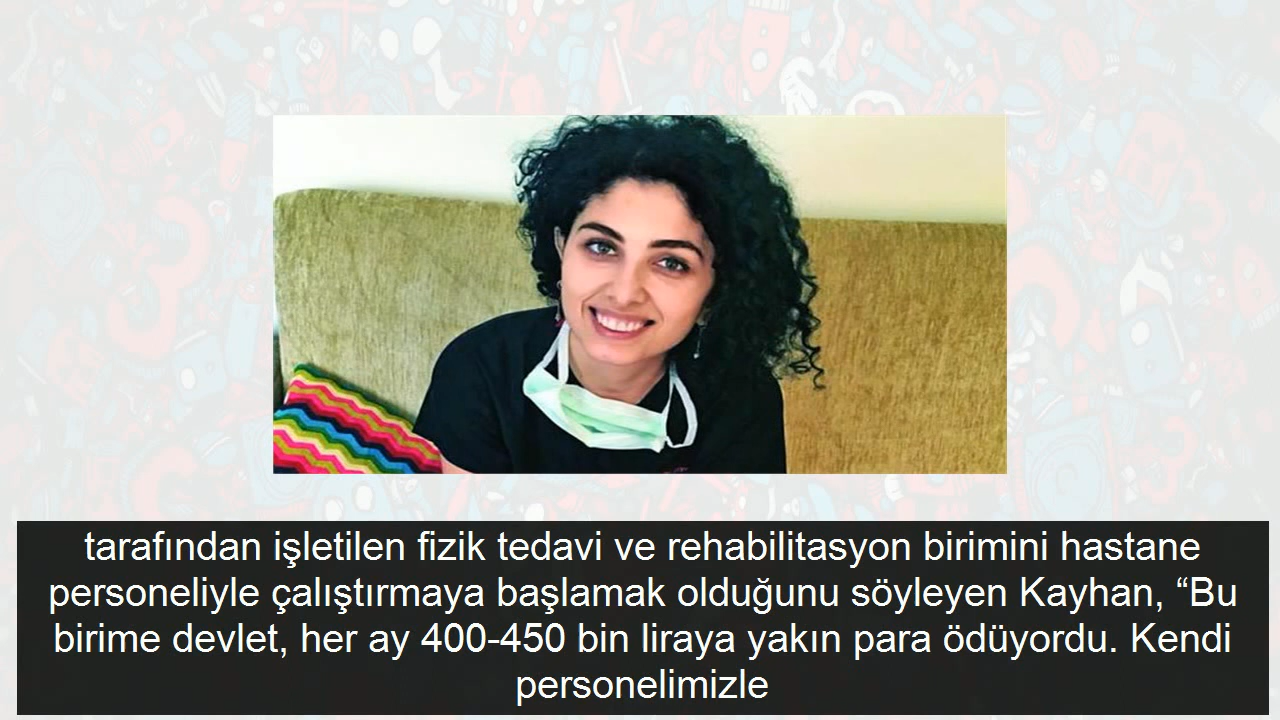 tarafından işletilen fizik tedavi ve rehabilitasyon birimini hastane
personeliyle çalıştırmaya başlamak olduğunu söyleyen Kayhan, “Bu
birime devlet, her ay 400-450 bin liraya yakın para ödüyordu. Kendi
personelimizle